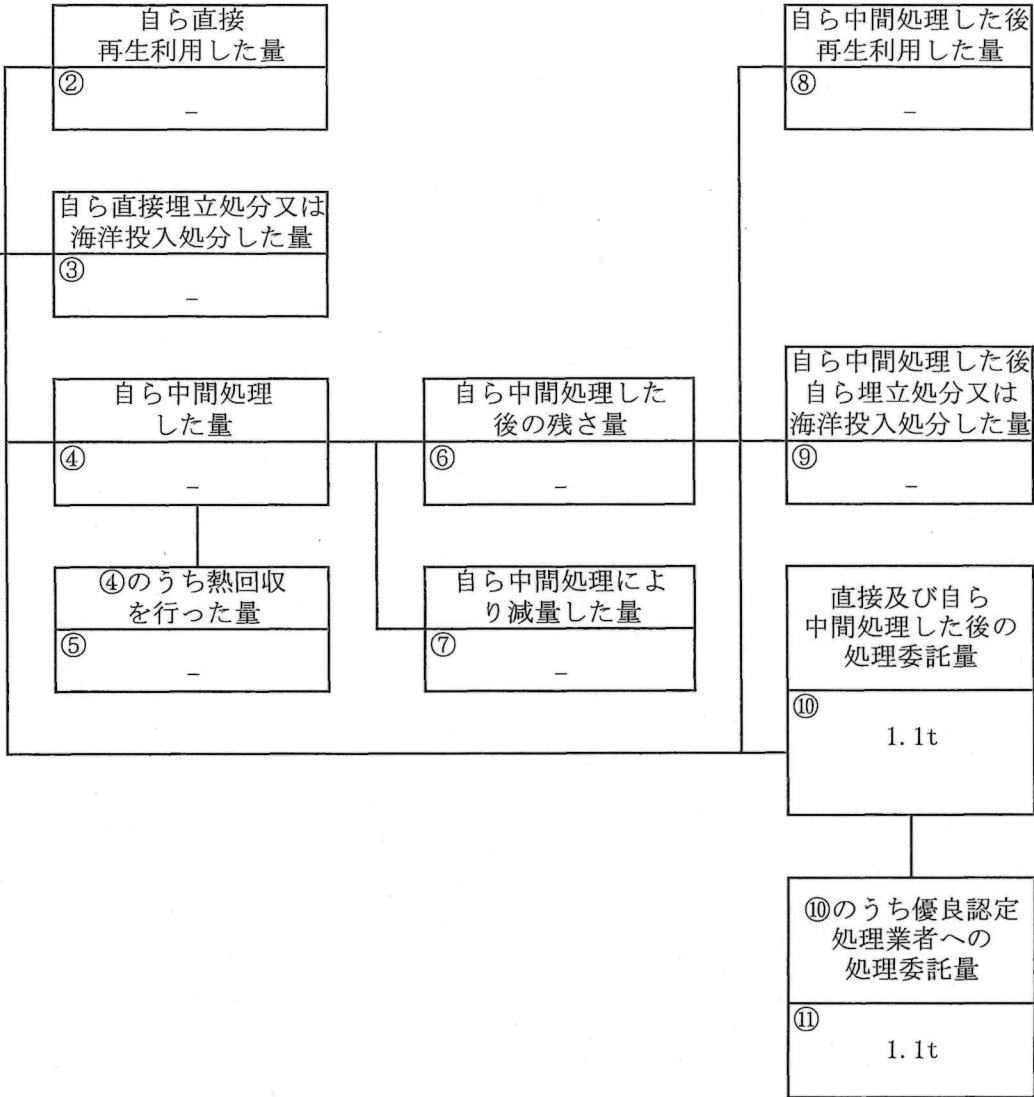 自ら直接
再生利用した量
②
－
自ら中間処理した後
再生利用した量
⑧
－
自ら直接埋立処分又は
海洋投入処分した量
③
－
自ら中間処理
した量
④
－
自ら中間処理した
後の残さ量
⑥
－
自ら中間処理した後
自ら埋立処分又は
海洋投入処分した量
⑨
－
④のうち熱回収
を行った量
⑤
－
自ら中間処理によ
り減量した量
⑦
－
直接及び自ら
中間処理した後の
処理委託量
⑩
1.1t
⑩のうち優良認定
処理業者への
処理委託量
⑪
1.1t